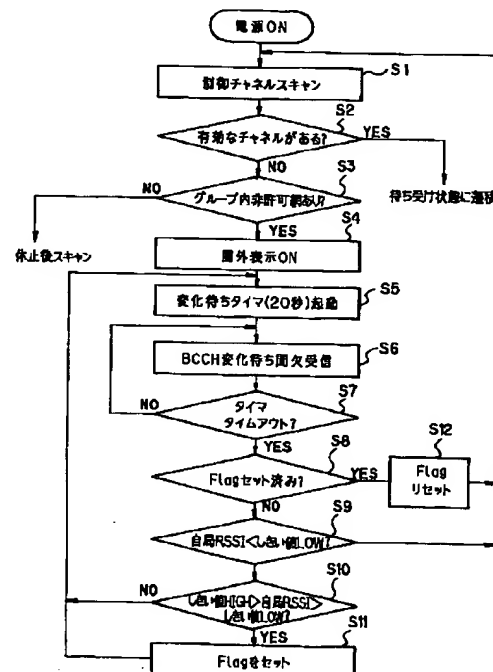 電源ON
S1
制御チャネルスキャン
S2
有効なチャネルがある?
YES
NO
S3
グループ内非許可網あり?
NO
YES
待ち受け状態に遷移
休止後スキャン
S4
圏外表示ON
S5
変化待ちタイマ(20秒)起動
S6
BCCH変化待ち間欠受信
S7
タイマ
タイムアウト?
NO
YES
S8
Flagセット済み?
YES
NO
S12
Flag
リセット
S9
自局RSSI<しきい値LOW?
S10
しきい値HIGH>自局RSSI>
しきい値LOW?
NO
YES
S11
Flagをセット